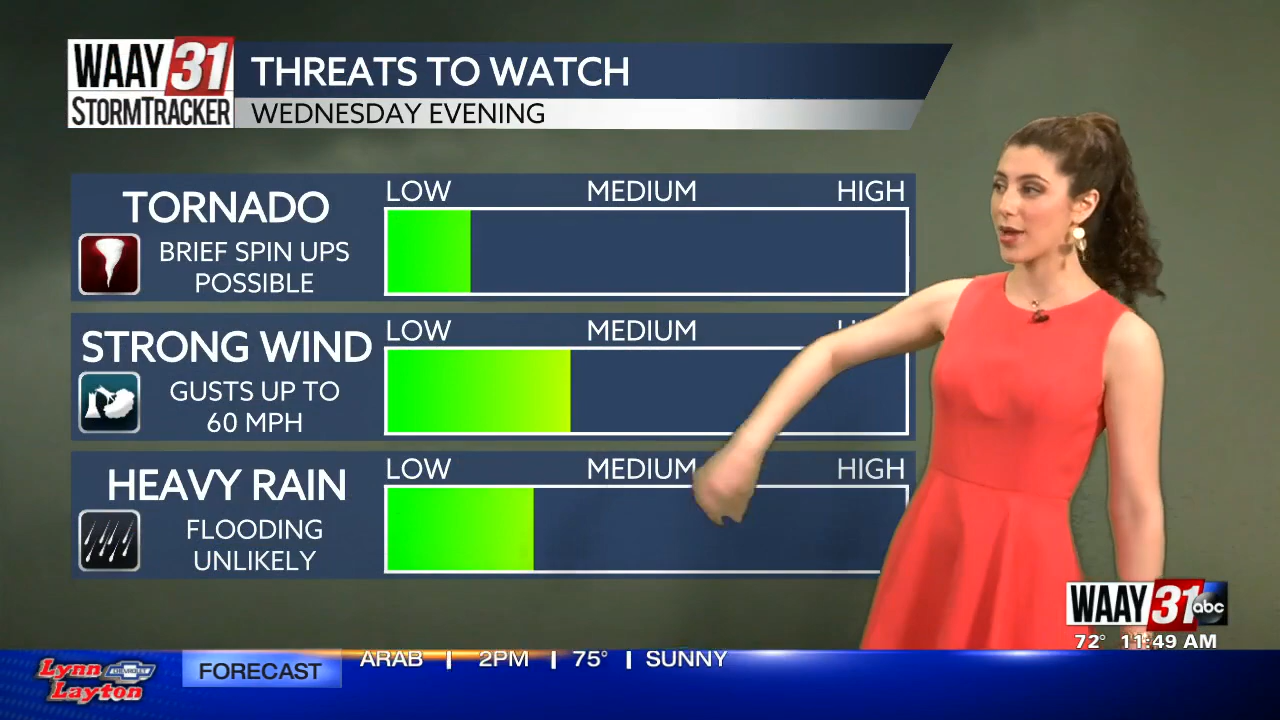 WAAY 31
STORMTRACKER
THREATS TO WATCH
WEDNESDAY EVENING
TORNADO
BRIEF SPIN UPS
POSSIBLE
LOW MEDIUM HIGH
STRONG WIND
GUSTS UP TO
60 MPH
LOW MEDIUM
HEAVY RAIN
FLOODING
UNLIKELY
LOW MEDIUM HIGH
WAAY 31 abc
72° 11:49 AM
Lynn
Layton
CHEVROLET
FORECAST
ARAB | 2PM | 75° | SUNNY